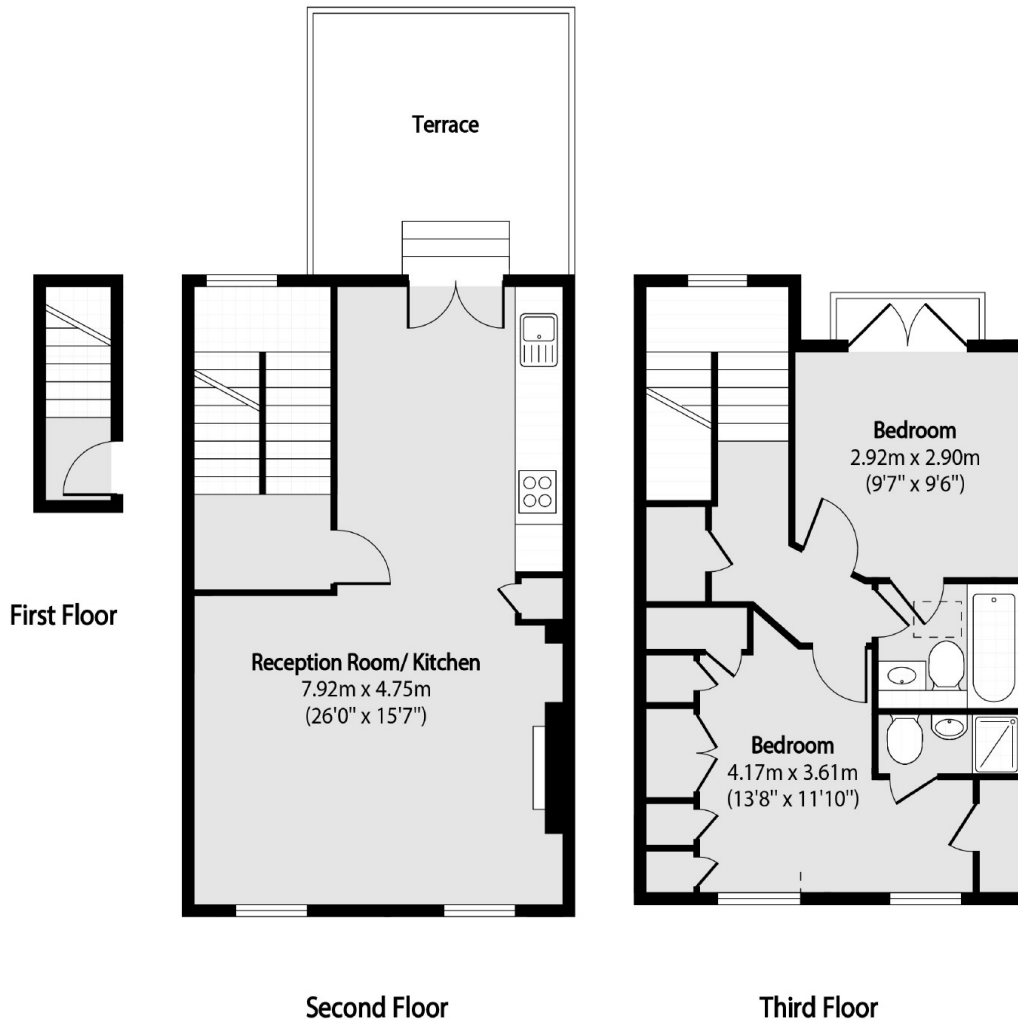 Terrace
First Floor
Reception Room/ Kitchen
7.92m x 4.75m
(26'0" x 15'7")
Second Floor
Bedroom
2.92m x 2.90m
(9'7" x 9'6")
Bedroom
4.17m x 3.61m
(13'8" x 11'10")
Third Floor